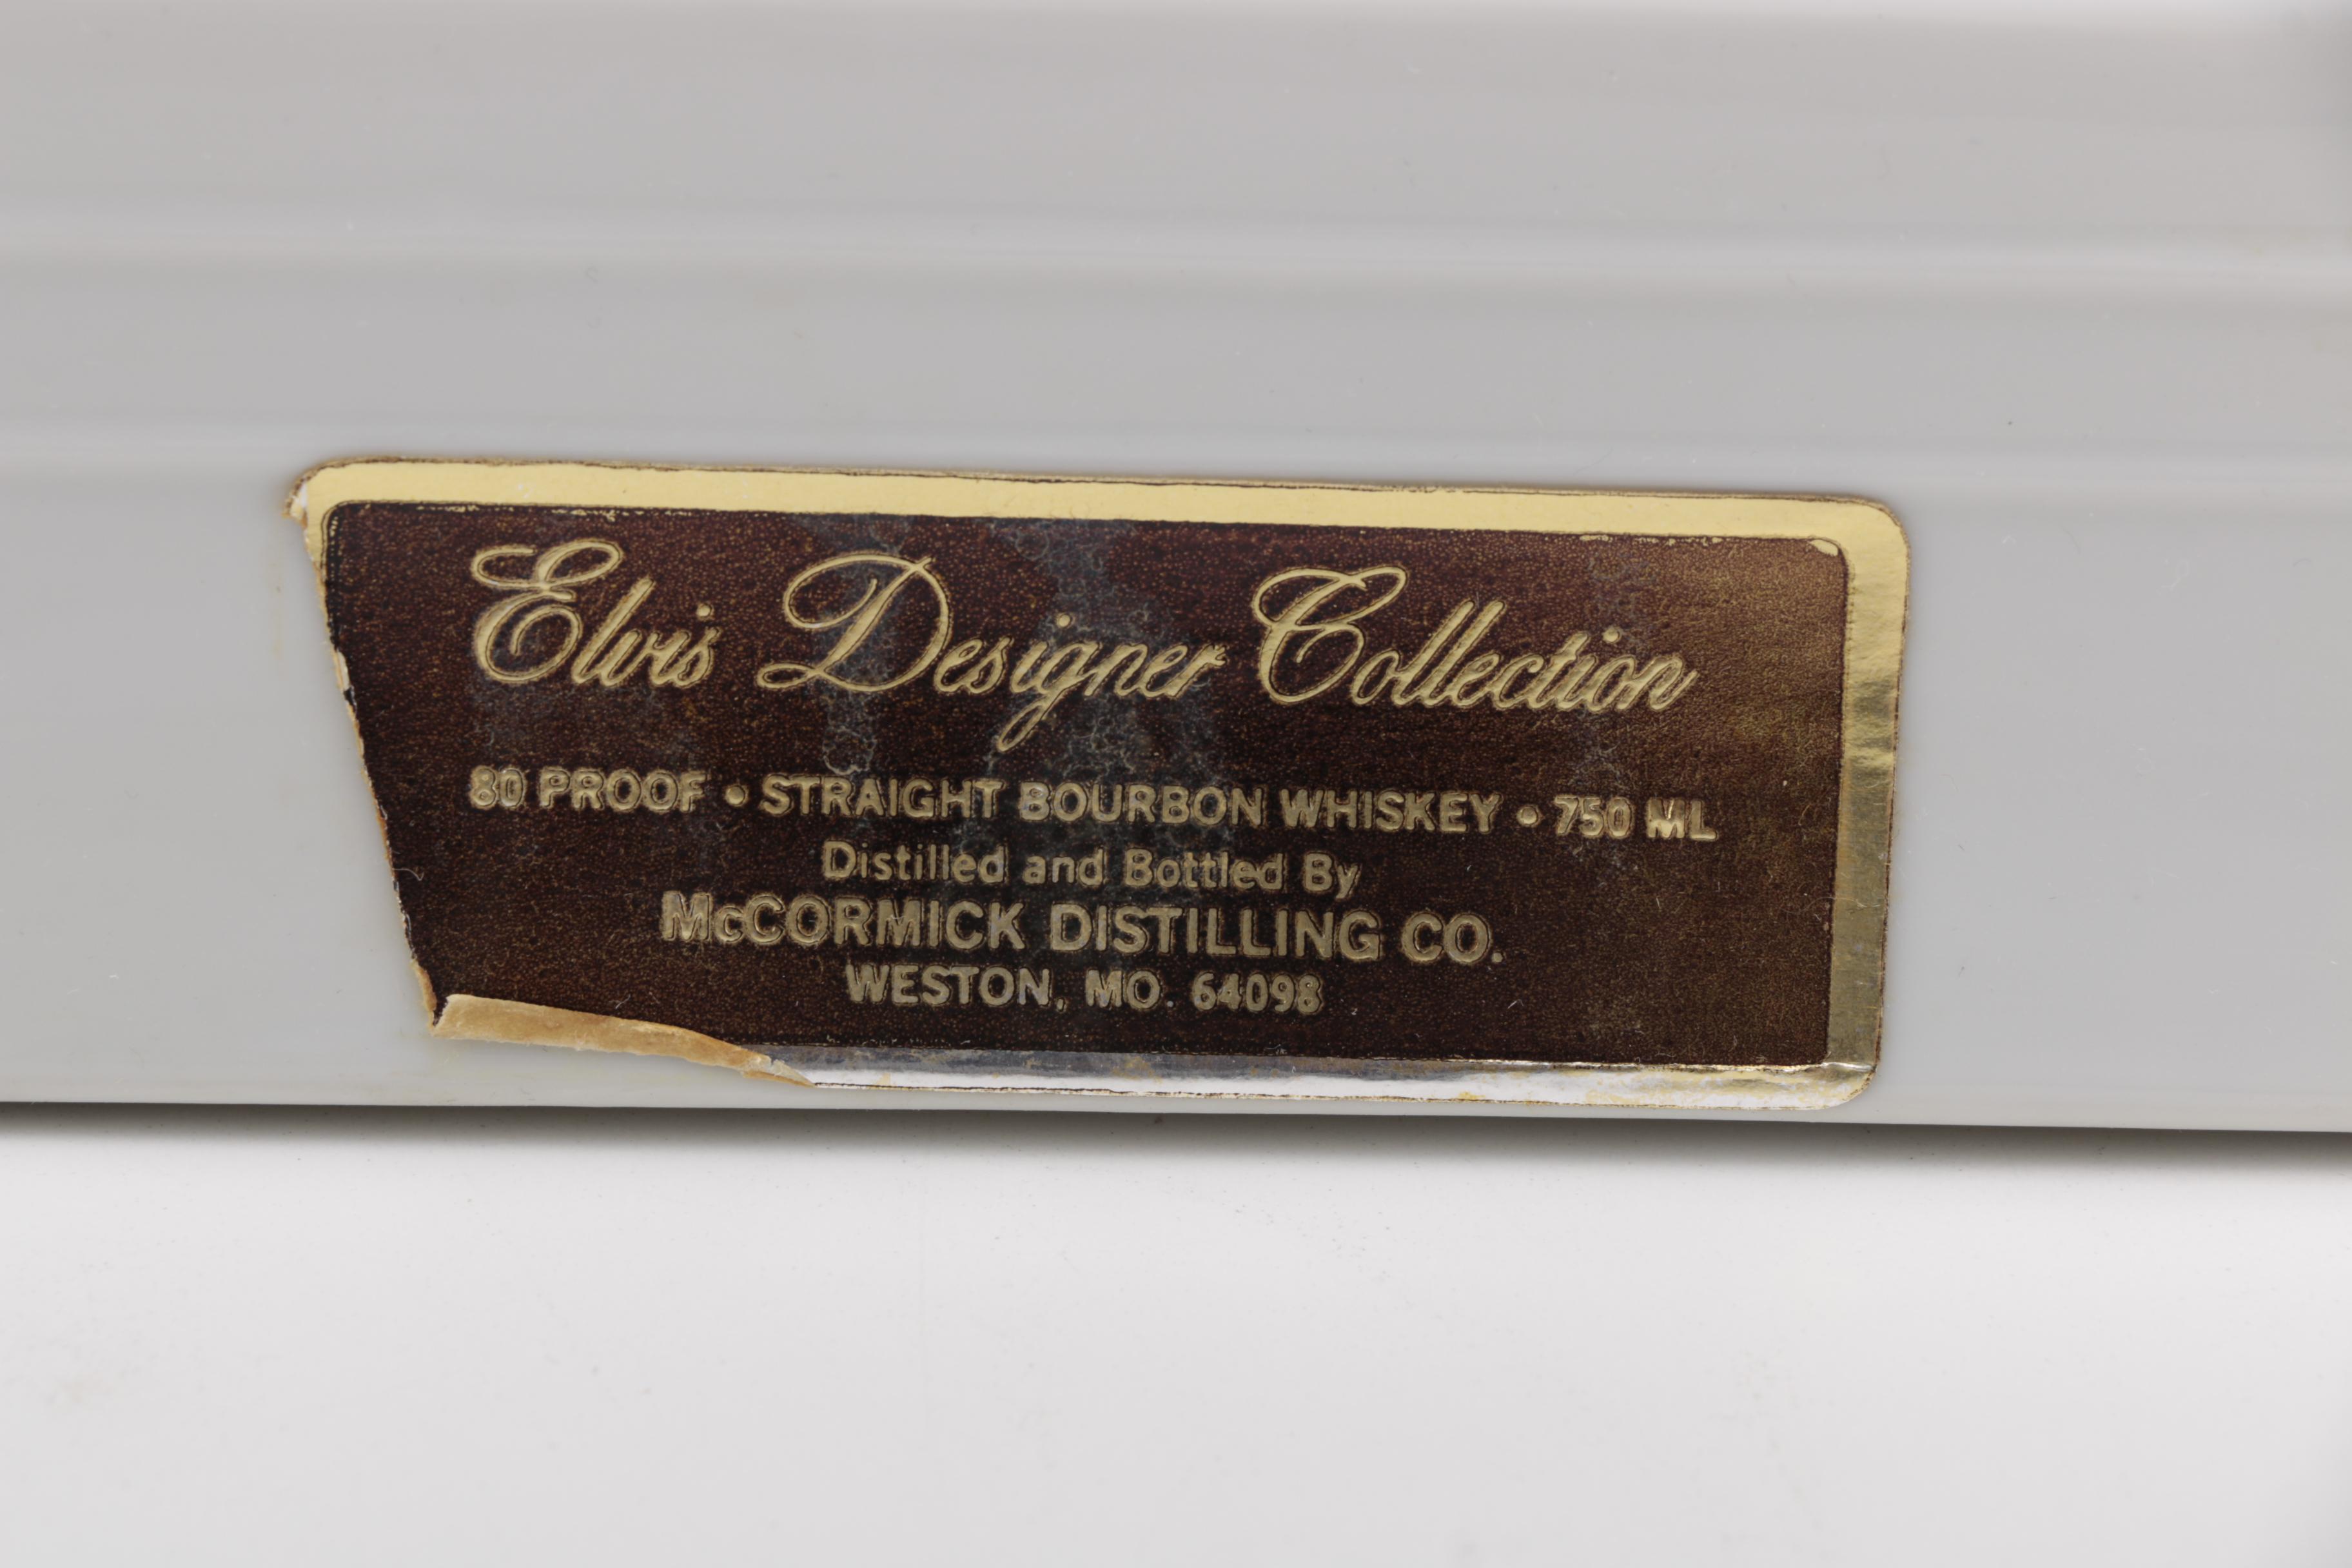 Elvis Designer Collection
80 PROOF • STRAIGHT BOURBON WHISKEY • 750 ML
Distilled and Bottled By
McCORMICK DISTILLING CO.
WESTON, MO. 64098